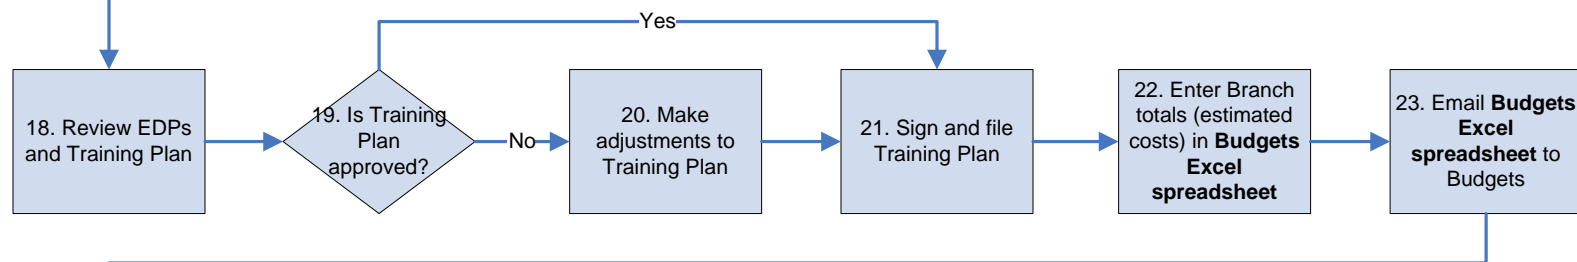 Yes
18. Review EDPs
and Training Plan
19. Is Training
Plan
approved?
No
20. Make
adjustments to
Training Plan
21. Sign and file
Training Plan
22. Enter Branch
totals (estimated
costs) in Budgets
Excel
spreadsheet
23. Email Budgets
Excel
spreadsheet to
Budgets